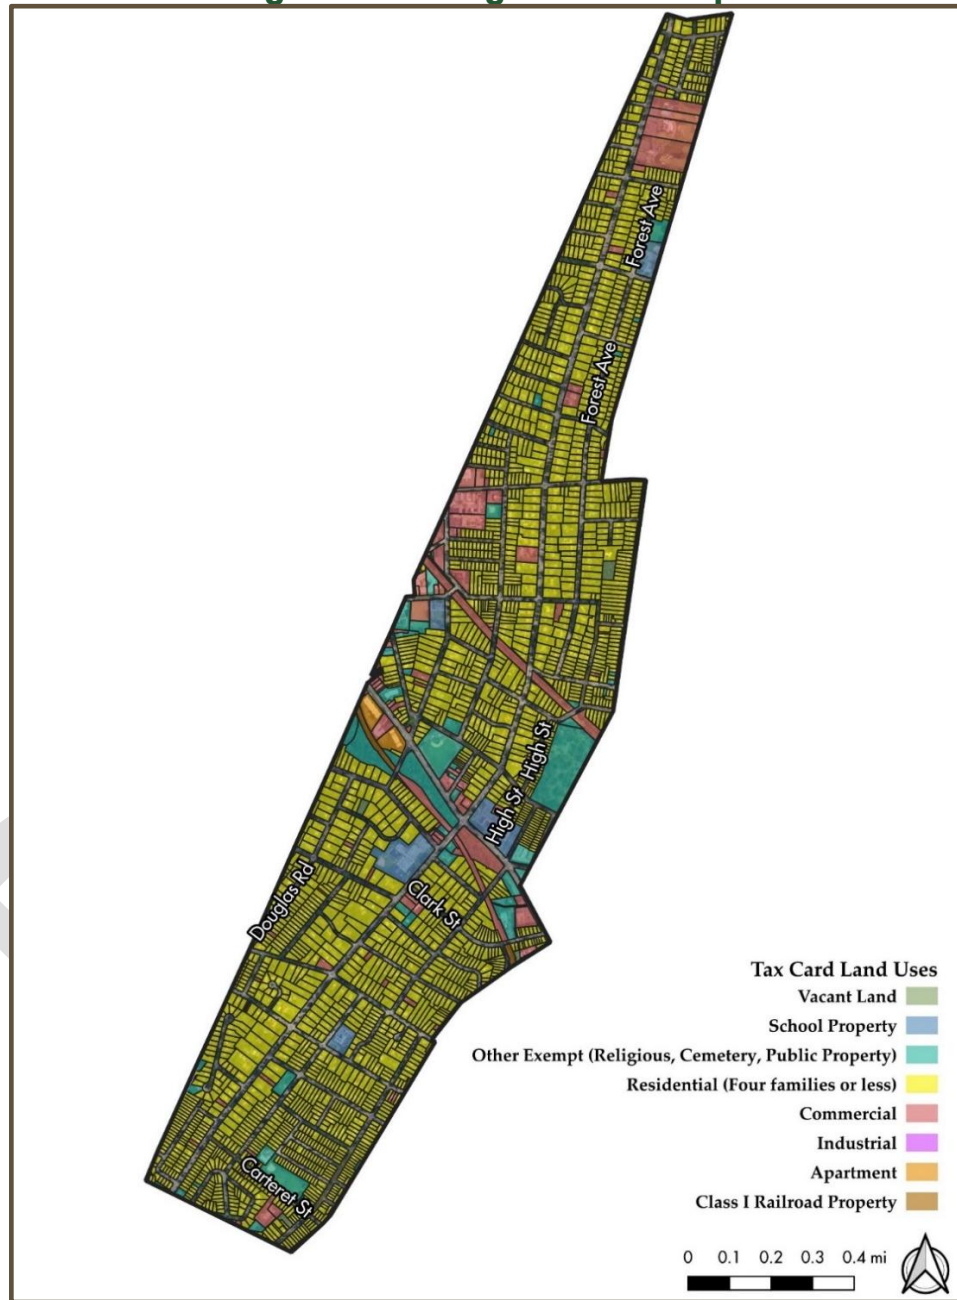 Forest Ave
Forest Ave
High St
High St
Clark St
Douglas Rd
Carteret St
Tax Card Land Uses
Vacant Land
School Property
Other Exempt (Religious, Cemetery, Public Property)
Residential (Four families or less)
Commercial
Industrial
Apartment
Class I Railroad Property
0 0.1 0.2 0.3 0.4 mi